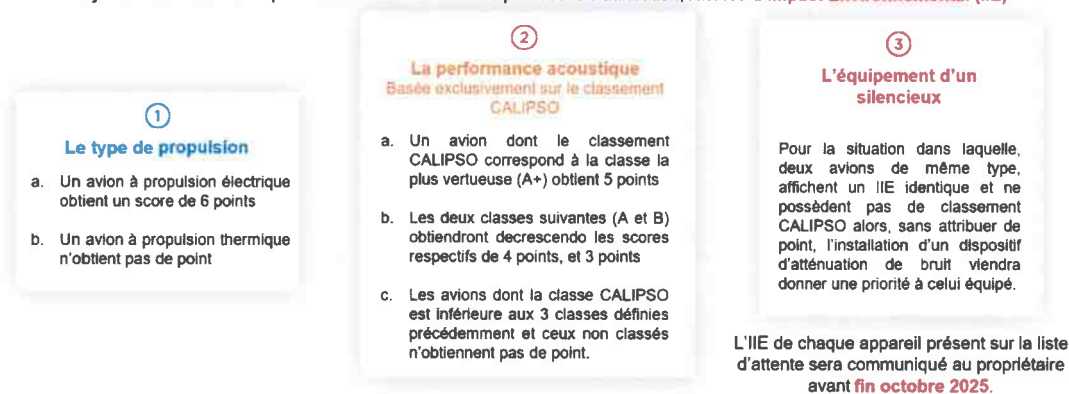 d'Impact Environnemental (IIE)
①
Le type de propulsion
a. Un avion à propulsion électrique
obtient un score de 6 points
b. Un avion à propulsion thermique
n'obtient pas de point
②
La performance acoustique
Basée exclusivement sur le classement
CALIPSO
a. Un avion dont le classement
CALIPSO correspond à la classe la
plus vertueuse (A+) obtient 5 points
b. Les deux classes suivantes (A et B)
obtiendront decrescendo les scores
respectifs de 4 points, et 3 points
c. Les avions dont la classe CALIPSO
est inférieure aux 3 classes définies
précédemment et ceux non classés
n'obtiennent pas de point.
③
L'équipement d'un
silencieux
Pour la situation dans laquelle,
deux avions de même type,
affichent un IIE identique et ne
possèdent pas de classement
CALIPSO alors, sans attribuer de
point, l'installation d'un dispositif
d'atténuation de bruit viendra
donner une priorité à celui équipé.
L'IIE de chaque appareil présent sur la liste
d'attente sera communiqué au propriétaire
avant fin octobre 2025.